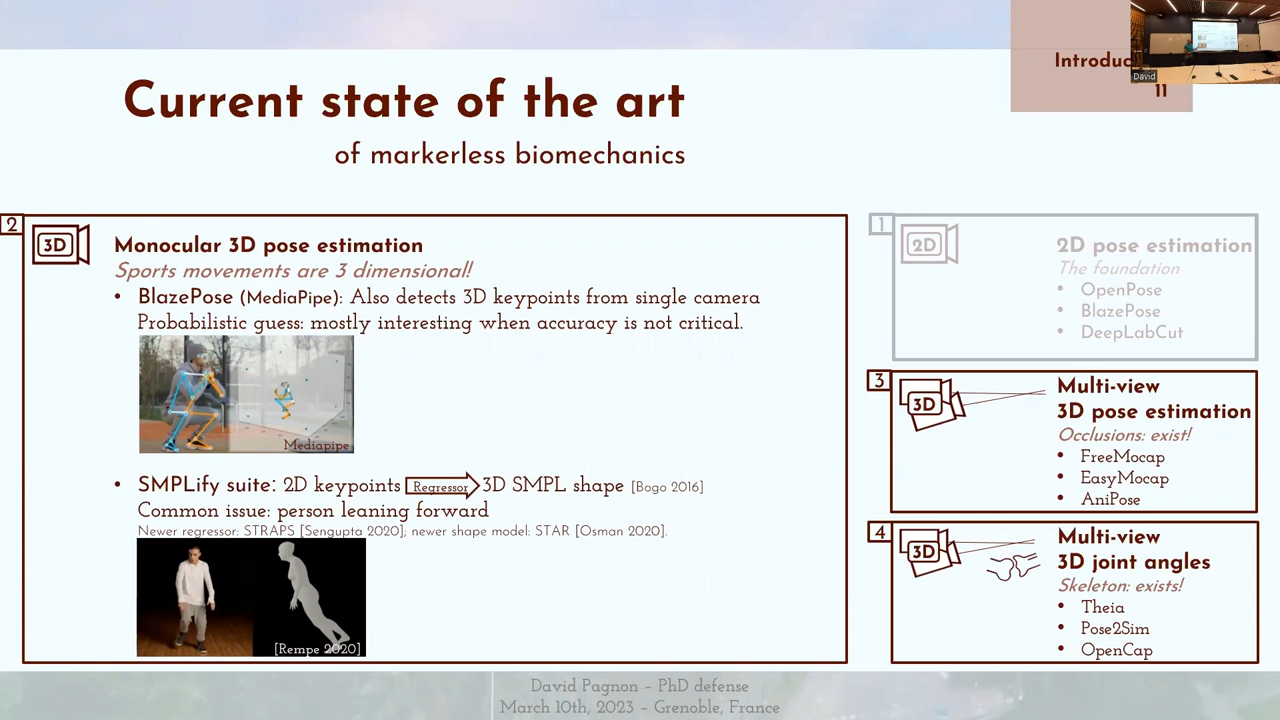 Current state of the art
of markerless biomechanics
David
11
2
3D
Monocular 3D pose estimation
Sports movements are 3 dimensional!
• BlazePose (MediaPipe): Also detects 3D keypoints from single camera
Probabilistic guess: mostly interesting when accuracy is not critical.
Mediapipe
• SMPLify suite: 2D keypoints Regressor 3D SMPL shape [Bogo 2016]
Common issue: person leaning forward
Newer regressor: STRAPS [Sengupta 2020]; newer shape model: STAR [Osman 2020].
[Rempe 2020]
1
2D
2D pose estimation
The foundation
• OpenPose
• BlazePose
• DeepLabCut
3
3D
Multi-view
3D pose estimation
Occlusions: exist!
• FreeMocap
• EasyMocap
• AniPose
4
3D
Multi-view
3D joint angles
Skeleton: exists!
• Theia
• Pose2Sim
• OpenCap
David Pagnon – PhD defense
March 10th, 2023 – Grenoble, France